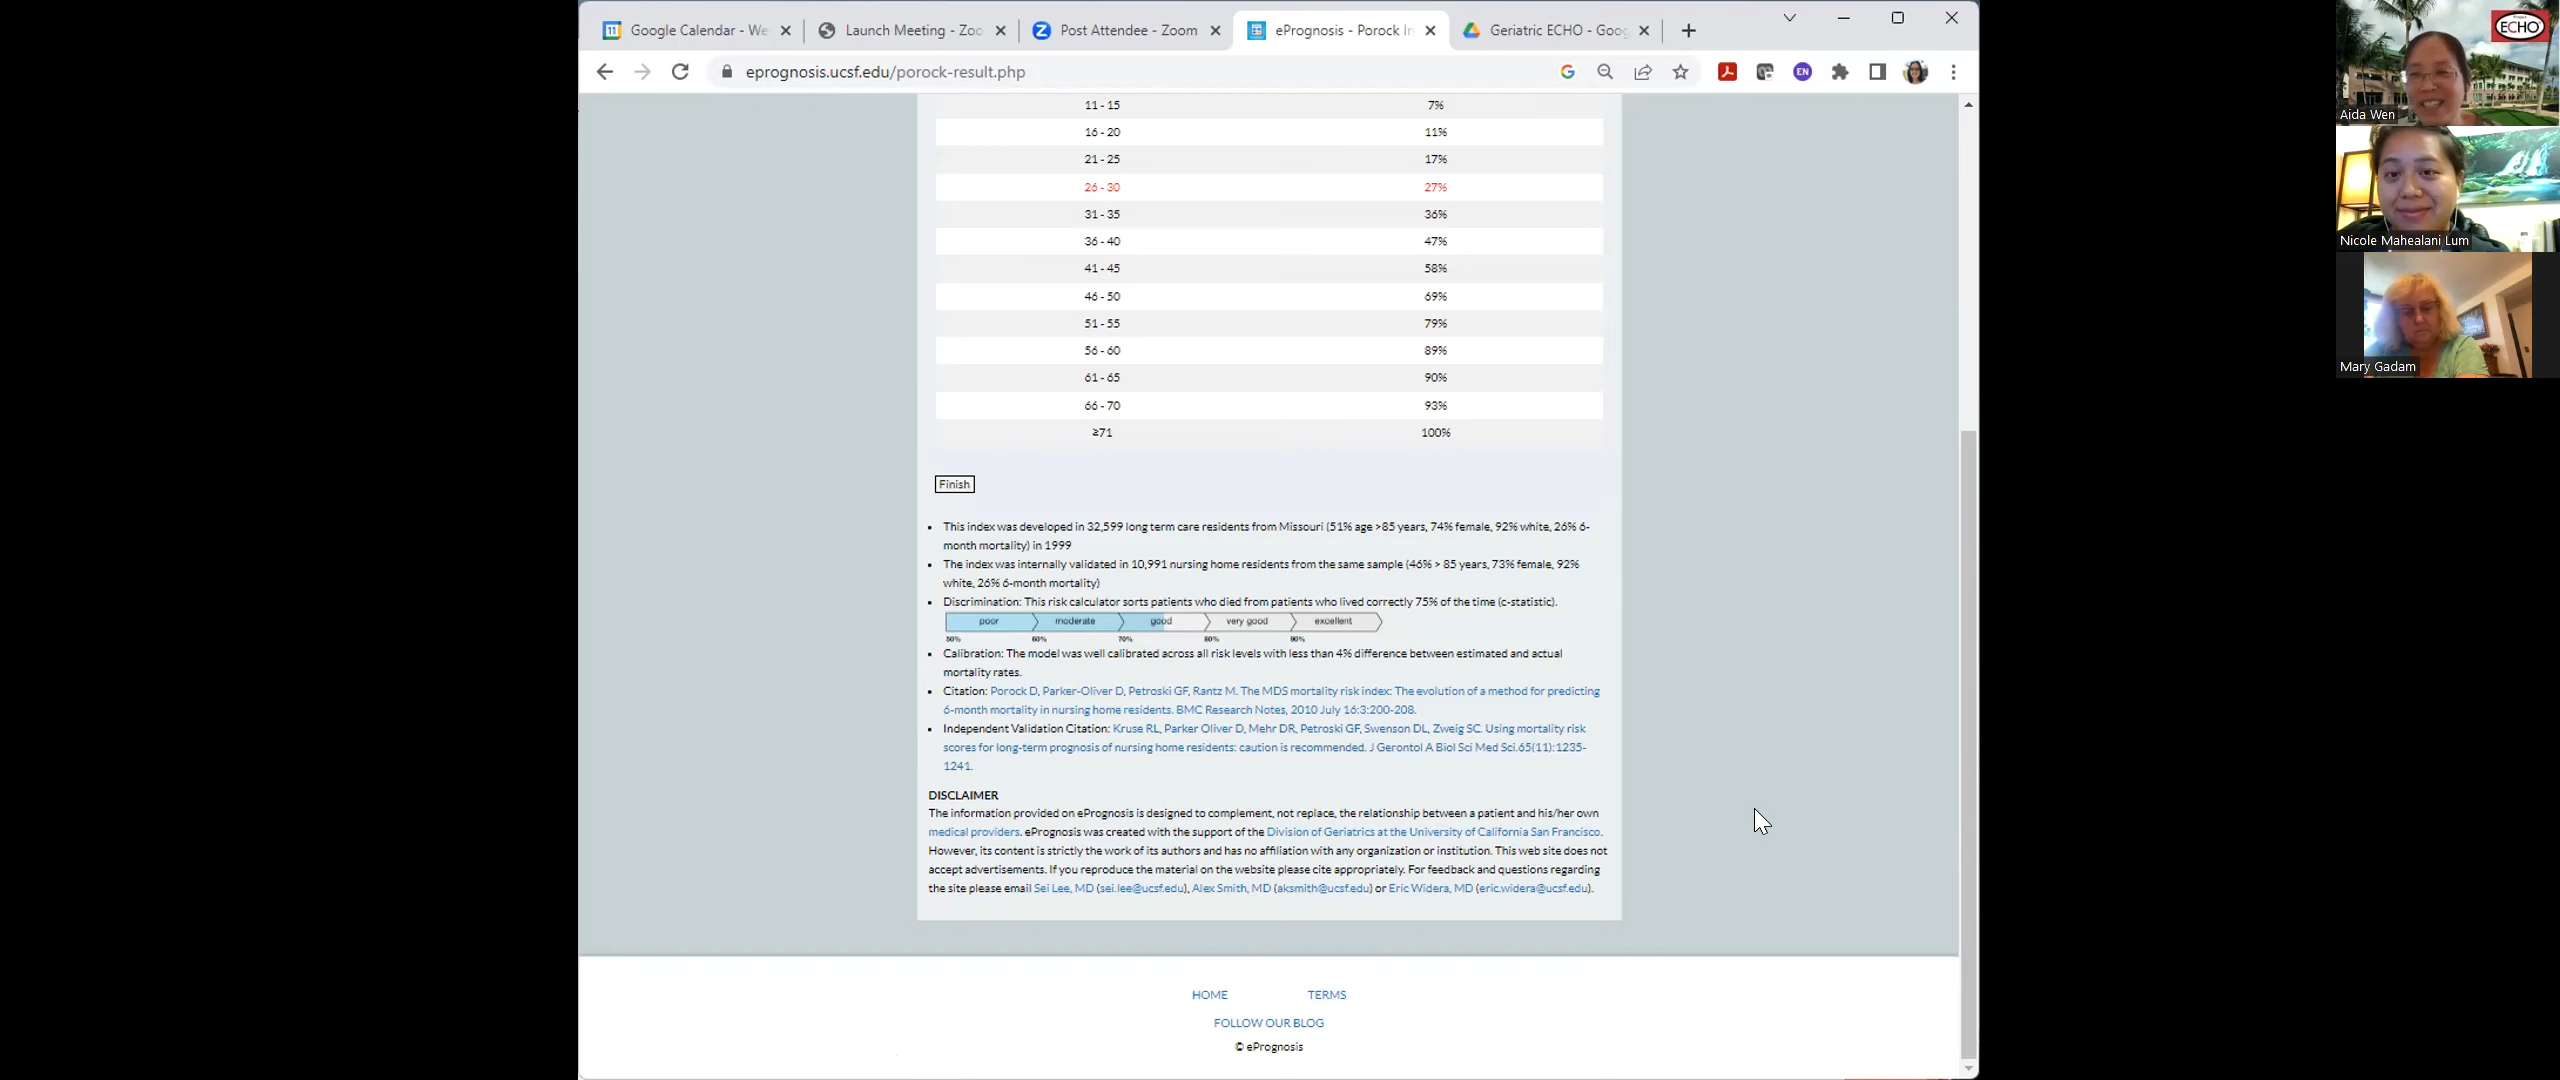 Google Calendar - We
Launch Meeting - Zoo
Post Attendee - Zoom
ePrognosis - Porock In
Geriatric ECHO - Goog
eprognosis.ucsf.edu/porock-result.php
EN
11 - 15 7%
16 - 20 11%
21 - 25 17%
26 - 30 27%
31 - 35 36%
36 - 40 47%
41 - 45 58%
46 - 50 69%
51 - 55 79%
56 - 60 89%
61 - 65 90%
66 - 70 93%
≥71 100%
Finish
• This index was developed in 32,599 long term care residents from Missouri (51% age >85 years, 74% female, 92% white, 26% 6-
month mortality) in 1999
• The index was internally validated in 10,991 nursing home residents from the same sample (46% > 85 years, 73% female, 92%
white, 26% 6-month mortality)
• Discrimination: This risk calculator sorts patients who died from patients who lived correctly 75% of the time (c-statistic).
poor moderate good very good excellent
50% 60% 70% 80% 90%
• Calibration: The model was well calibrated across all risk levels with less than 4% difference between estimated and actual
mortality rates.
• Citation: Porock D, Parker-Oliver D, Petroski GF, Rantz M. The MDS mortality risk index: The evolution of a method for predicting
6-month mortality in nursing home residents. BMC Research Notes, 2010 July 16:3:200-208.
• Independent Validation Citation: Kruse RL, Parker Oliver D, Mehr DR, Petroski GF, Swenson DL, Zweig SC. Using mortality risk
scores for long-term prognosis of nursing home residents: caution is recommended. J Gerontol A Biol Sci Med Sci.65(11):1235-
1241.
DISCLAIMER
The information provided on ePrognosis is designed to complement, not replace, the relationship between a patient and his/her own
medical providers. ePrognosis was created with the support of the Division of Geriatrics at the University of California San Francisco.
However, its content is strictly the work of its authors and has no affiliation with any organization or institution. This web site does not
accept advertisements. If you reproduce the material on the website please cite appropriately. For feedback and questions regarding
the site please email Sei Lee, MD (sei.lee@ucsf.edu), Alex Smith, MD (aksmith@ucsf.edu) or Eric Widera, MD (eric.widera@ucsf.edu).
HOME TERMS
FOLLOW OUR BLOG
© ePrognosis
ECHO
Aida Wen
Nicole Mahealani Lum
Mary Gadam